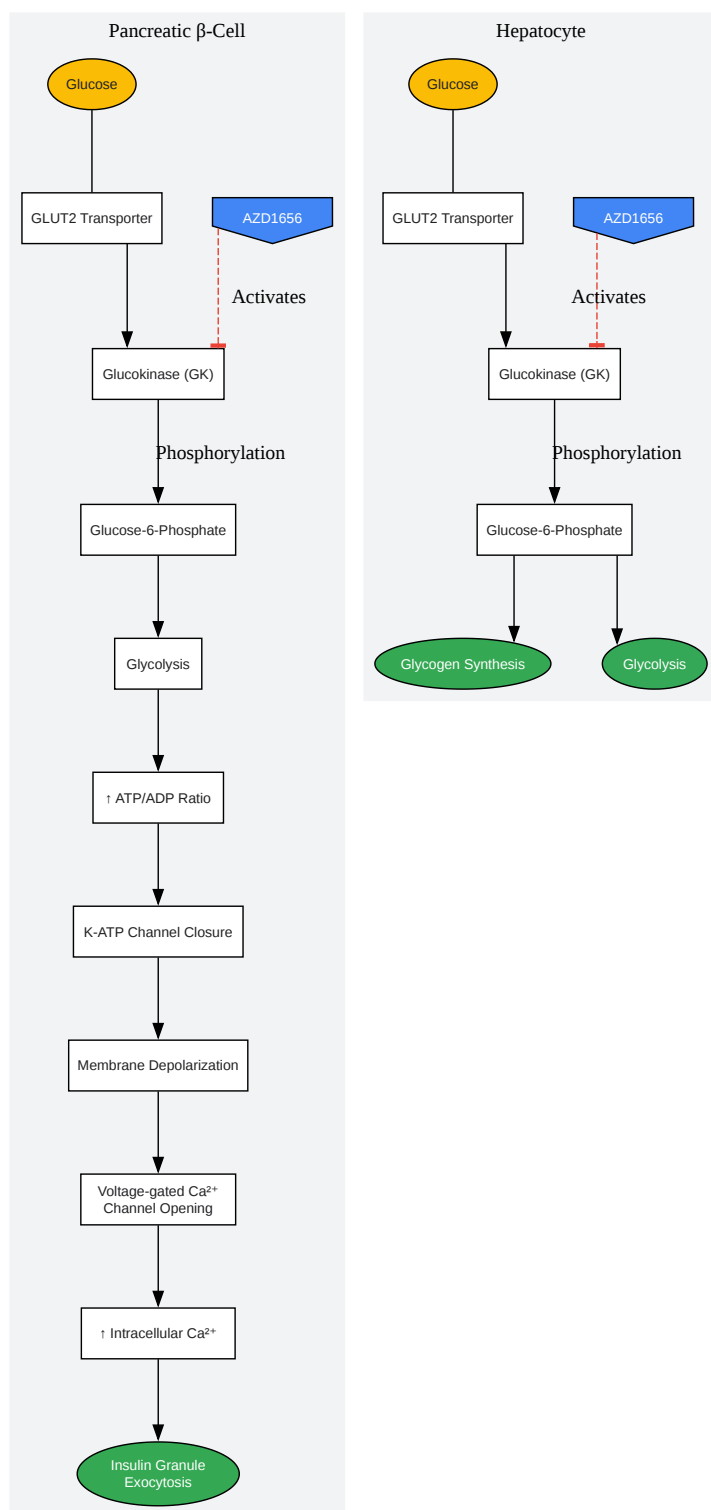 Pancreatic β-Cell
Glucose
GLUT2 Transporter
AZD1656
Activates
Glucokinase (GK)
Phosphorylation
Glucose-6-Phosphate
Glycolysis
↑ ATP/ADP Ratio
K-ATP Channel Closure
Membrane Depolarization
Voltage-gated Ca²⁺
Channel Opening
↑ Intracellular Ca²⁺
Insulin Granule
Exocytosis
Hepatocyte
Glucose
GLUT2 Transporter
AZD1656
Activates
Glucokinase (GK)
Phosphorylation
Glucose-6-Phosphate
Glycogen Synthesis
Glycolysis